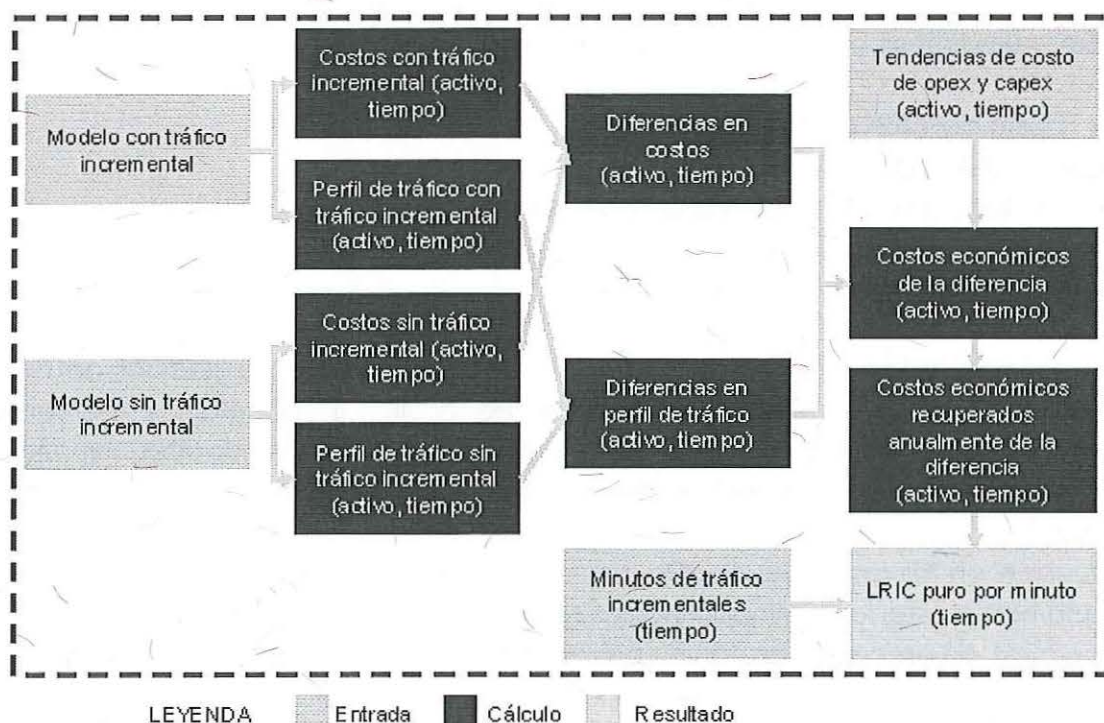 Modelo con tráfico
incremental
Modelo sin tráfico
incremental
Costos con tráfico
incremental (activo,
tiempo)
Perfil de tráfico con
tráfico incremental
(activo, tiempo)
Costos sin tráfico
incremental (activo,
tiempo)
Perfil de tráfico sin
tráfico incremental
(activo, tiempo)
Diferencias en
costos
(activo, tiempo)
Diferencias en
perfil de tráfico
(activo, tiempo)
Minutos de tráfico
incrementales
(tiempo)
Tendencias de costo
de opex y capex
(activo, tiempo)
Costos económicos
de la diferencia
(activo, tiempo)
Costos económicos
recuperados
anualmente de la
diferencia
(activo, tiempo)
LRIC puro por minuto
(tiempo)
LEYENDA Entrada Cálculo Resultado